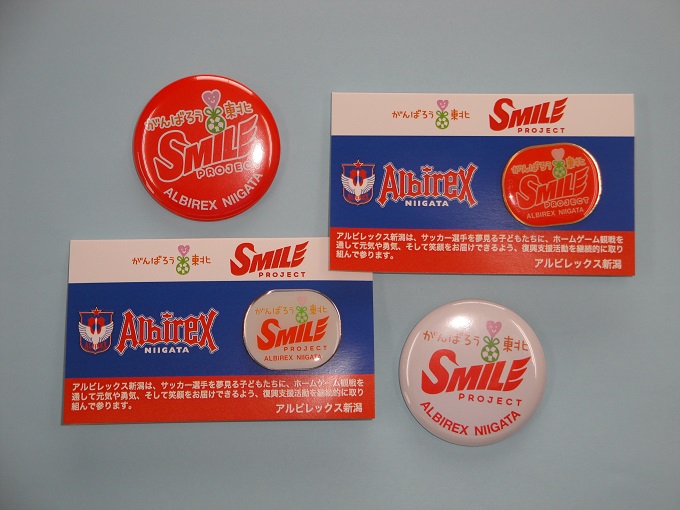 がんばろう東北
SMILE
PROJECT
ALBIREX NIIGATA
がんばろう東北
SMILE
PROJECT
Albirex
NIIGATA
がんばろう東北
SMILE
PROJECT
ALBIREX NIIGATA
アルビレックス新潟は、サッカー選手を夢見る子どもたちに、ホームゲーム観戦を
通して元気や勇気、そして笑顔をお届けできるよう、復興支援活動を継続的に取り
組んで参ります。
アルビレックス新潟
がんばろう東北
SMILE
PROJECT
Albirex
NIIGATA
がんばろう東北
SMILE
PROJECT
ALBIREX NIIGATA
アルビレックス新潟は、サッカー選手を夢見る子どもたちに、ホームゲーム観戦を
通して元気や勇気、そして笑顔をお届けできるよう、復興支援活動を継続的に取り
組んで参ります。
アルビレックス新潟
がんばろう東北
SMILE
PROJECT
ALBIREX NIIGATA